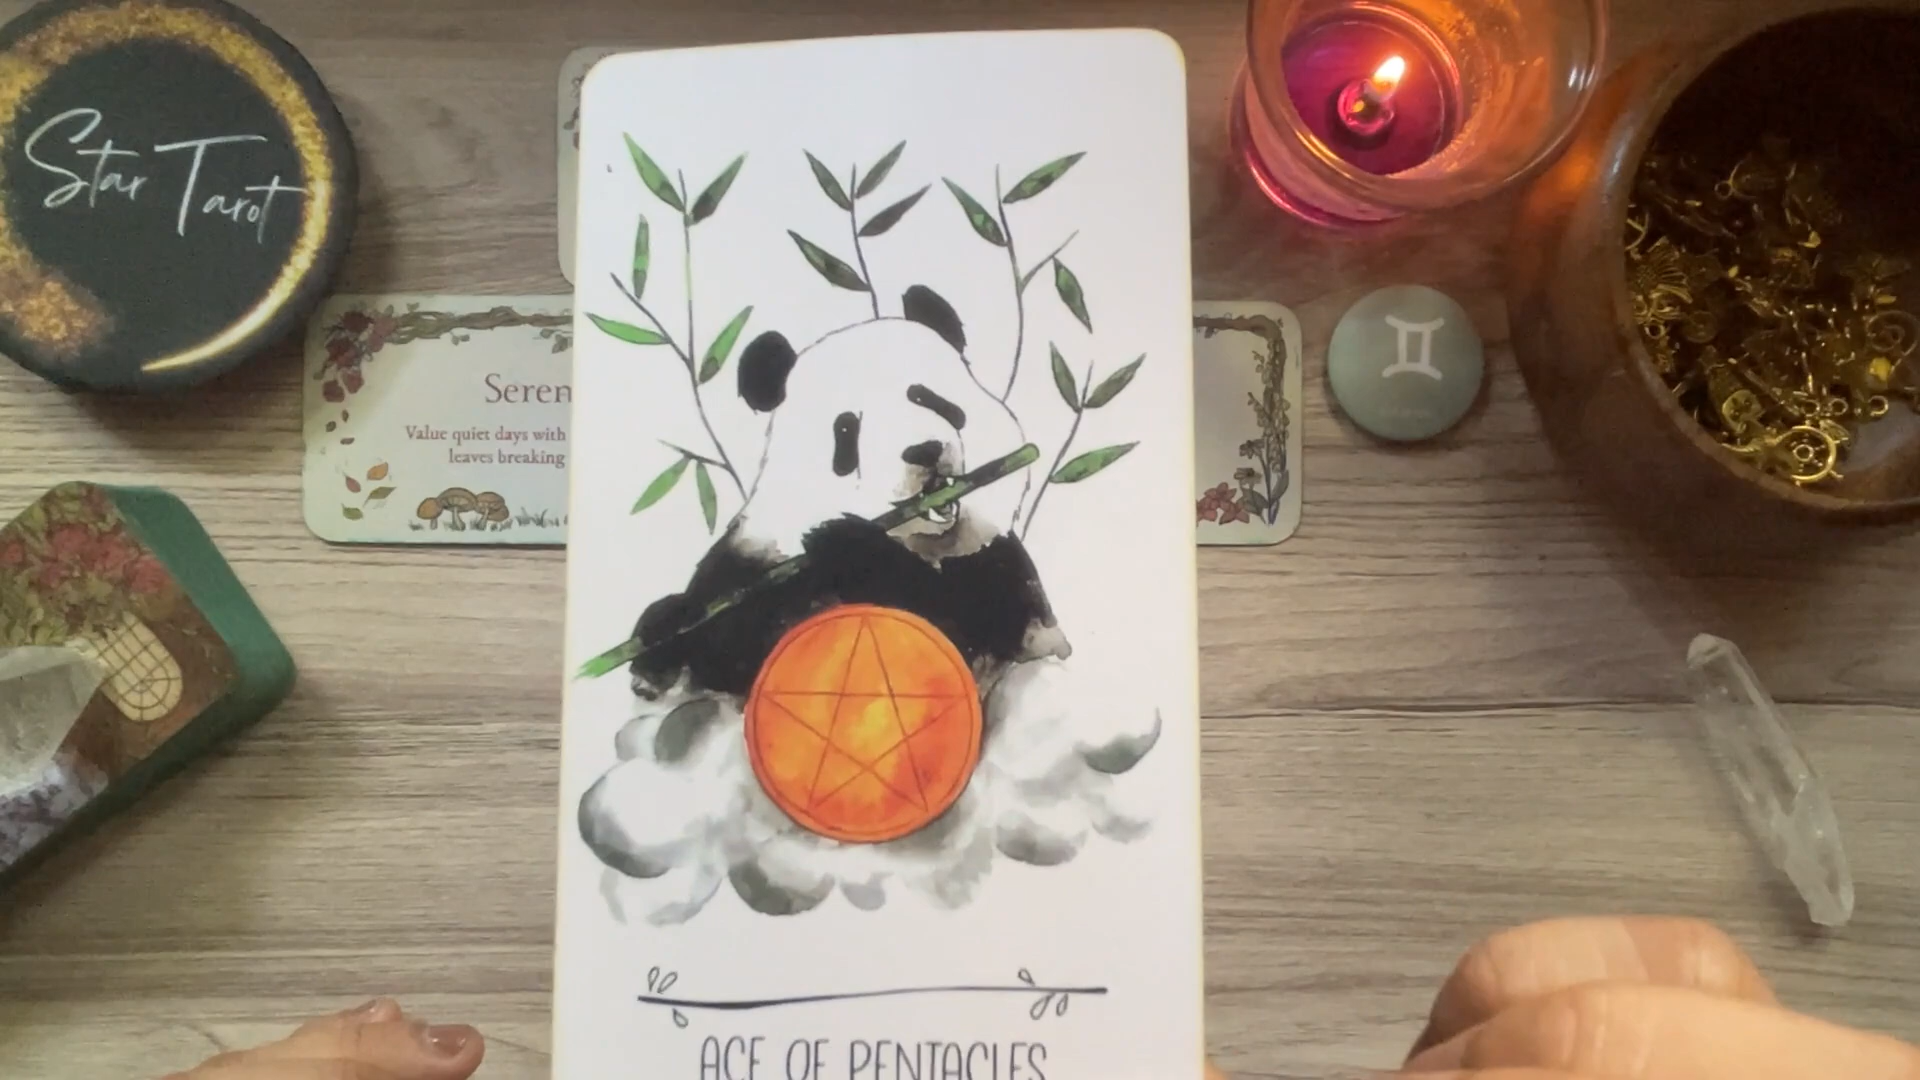 Star Tarot
Seren
Value quiet days with
leaves breaking
ACE OF PENTACLES